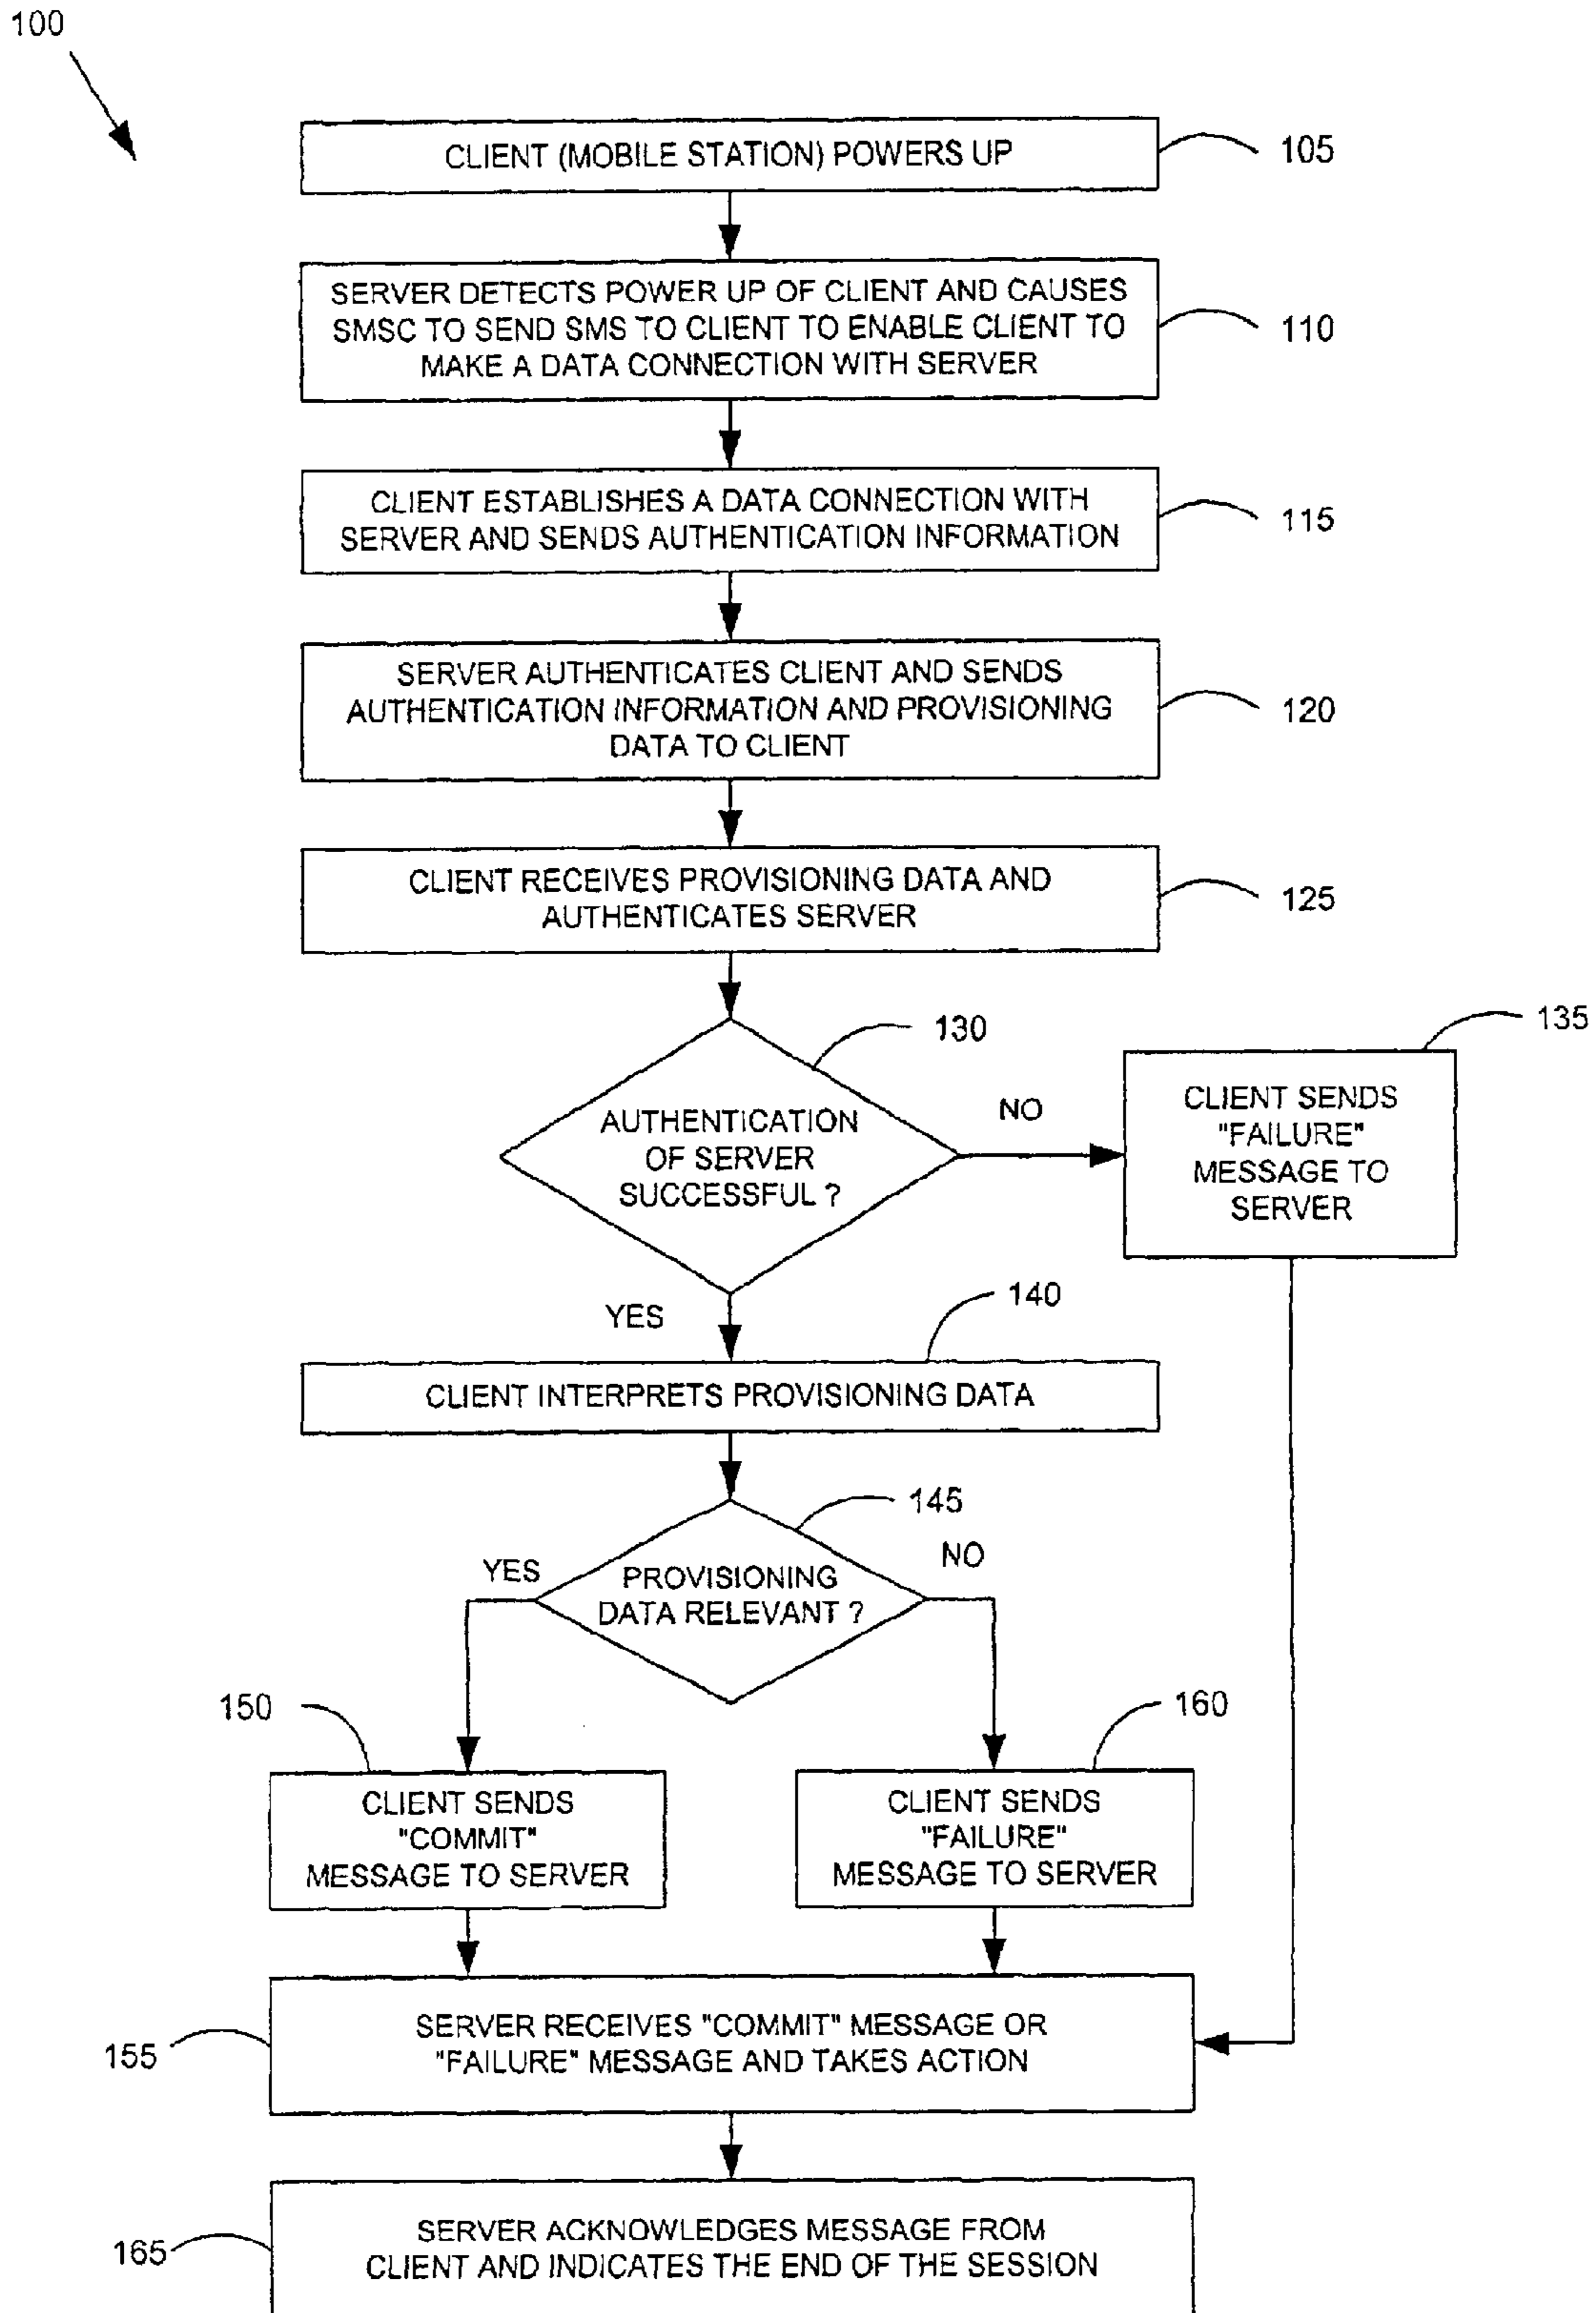 100
CLIENT (MOBILE STATION) POWERS UP
105
SERVER DETECTS POWER UP OF CLIENT AND CAUSES
SMSC TO SEND SMS TO CLIENT TO ENABLE CLIENT TO
MAKE A DATA CONNECTION WITH SERVER
110
CLIENT ESTABLISHES A DATA CONNECTION WITH
SERVER AND SENDS AUTHENTICATION INFORMATION
115
SERVER AUTHENTICATES CLIENT AND SENDS
AUTHENTICATION INFORMATION AND PROVISIONING
DATA TO CLIENT
120
CLIENT RECEIVES PROVISIONING DATA AND
AUTHENTICATES SERVER
125
130
AUTHENTICATION
OF SERVER
SUCCESSFUL ?
NO
135
CLIENT SENDS
"FAILURE"
MESSAGE TO
SERVER
YES
140
CLIENT INTERPRETS PROVISIONING DATA
145
YES
PROVISIONING
DATA RELEVANT ?
NO
150
CLIENT SENDS
"COMMIT"
MESSAGE TO SERVER
160
CLIENT SENDS
"FAILURE"
MESSAGE TO SERVER
155
SERVER RECEIVES "COMMIT" MESSAGE OR
"FAILURE" MESSAGE AND TAKES ACTION
165
SERVER ACKNOWLEDGES MESSAGE FROM
CLIENT AND INDICATES THE END OF THE SESSION